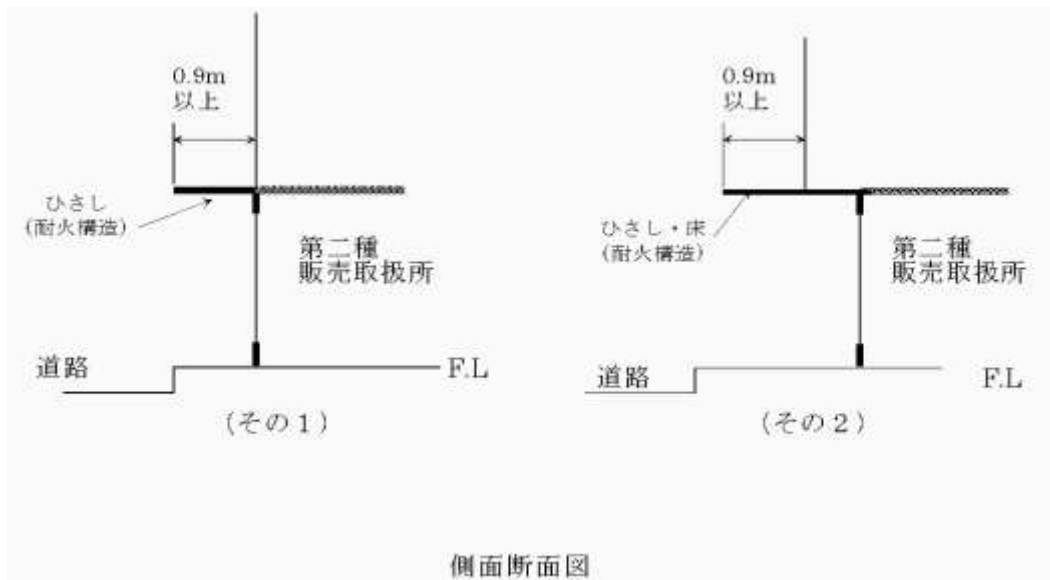 0.9m
以上
ひさし
(耐火構造)
第二種
販売取扱所
道路
F.L
(その1)
0.9m
以上
ひさし・床
(耐火構造)
第二種
販売取扱所
道路
F.L
(その2)
側面断面図